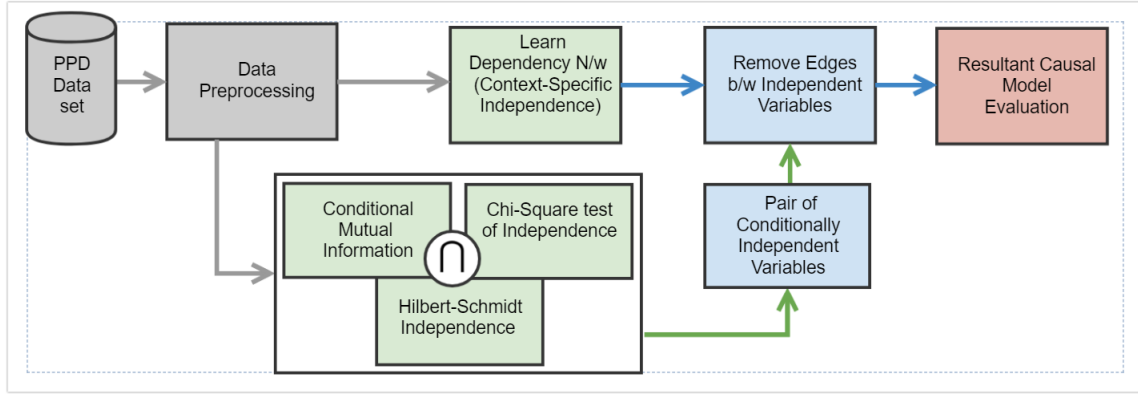 PPD
Data
set
Data
Preprocessing
Learn
Dependency N/w
(Context-Specific
Independence)
Remove Edges
b/w Independent
Variables
Resultant Causal
Model
Evaluation
Conditional
Mutual
Information
Chi-Square test
of Independence
∩
Hilbert-Schmidt
Independence
Pair of
Conditionally
Independent
Variables